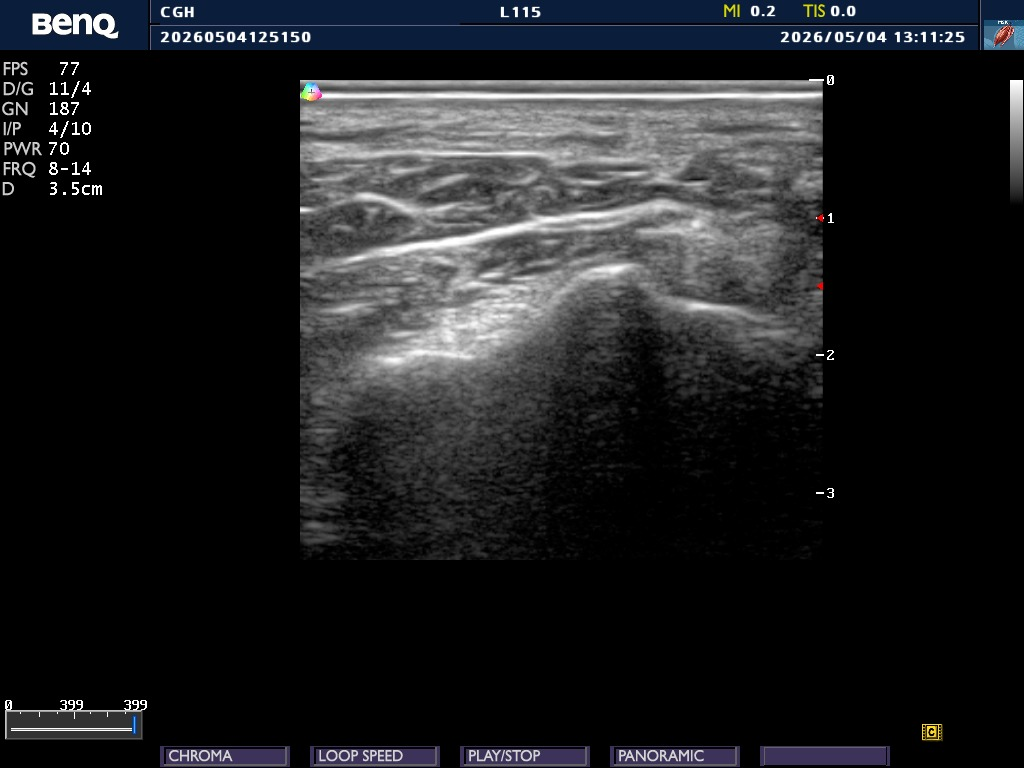 BenQ
CGH L115 MI 0.2 TIS 0.0
20260504125150 2026/05/04 13:11:25
FPS 77
D/G 11/4
GN 187
I/P 4/10
PWR 70
FRQ 8-14
D 3.5cm
0
1
2
3
0 399 399
C
CHROMA LOOP SPEED PLAY/STOP PANORAMIC